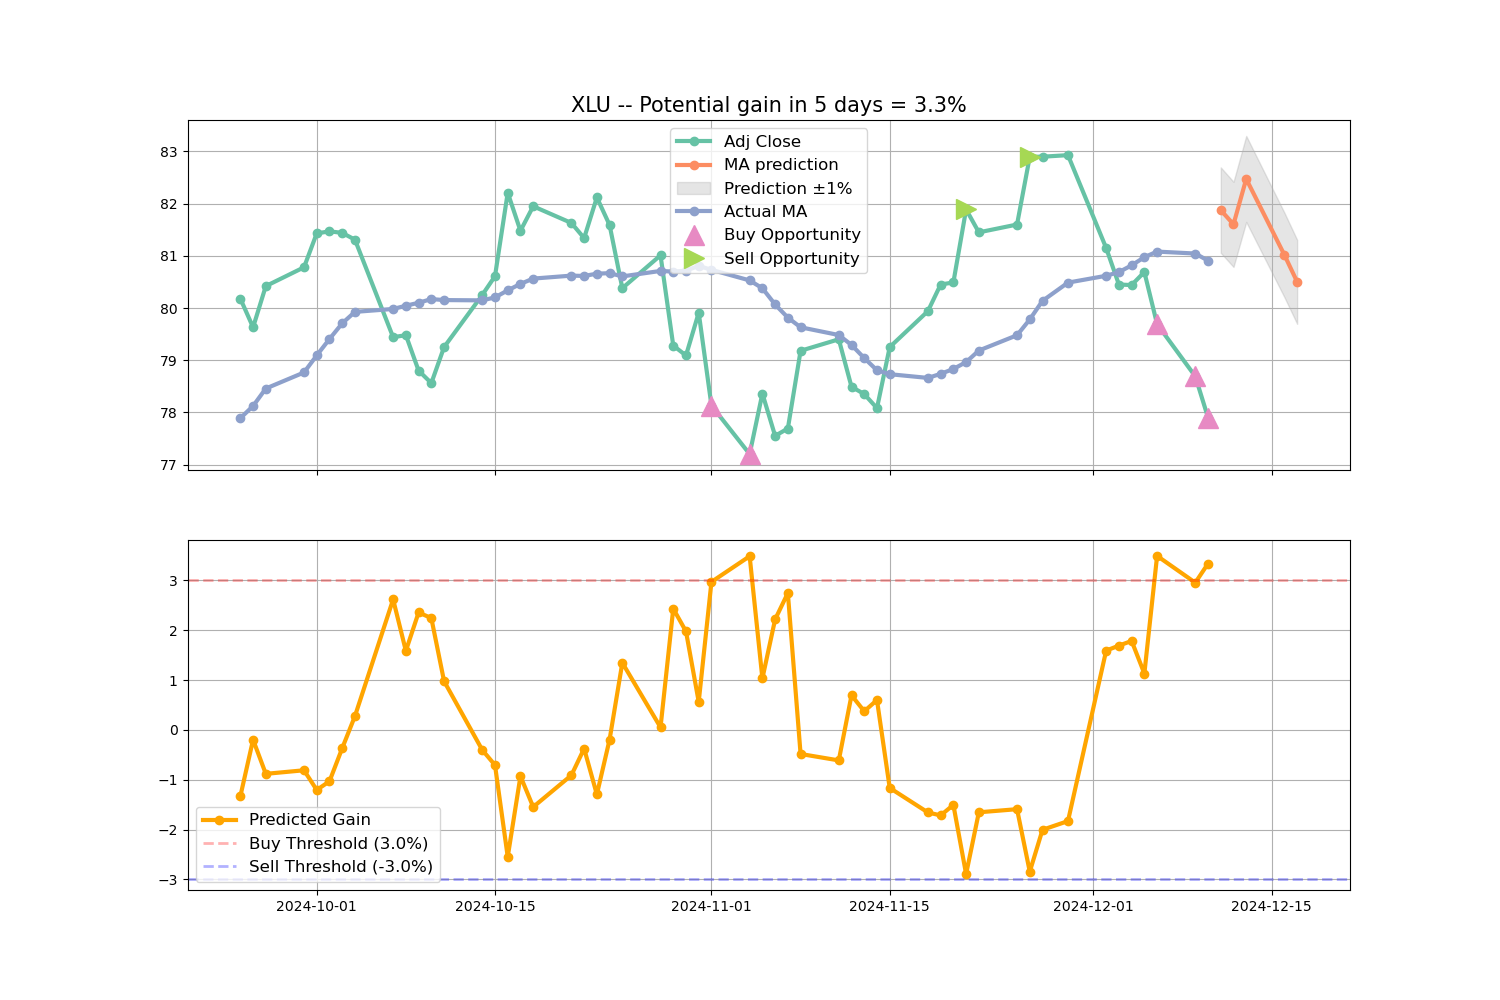 XLU -- Potential gain in 5 days = 3.3%
83
82
81
80
79
78
77
Adj Close
MA prediction
Prediction ±1%
Actual MA
Buy Opportunity
Sell Opportunity
3
2
1
0
−1
−2
−3
Predicted Gain
Buy Threshold (3.0%)
Sell Threshold (-3.0%)
2024-10-01
2024-10-15
2024-11-01
2024-11-15
2024-12-01
2024-12-15